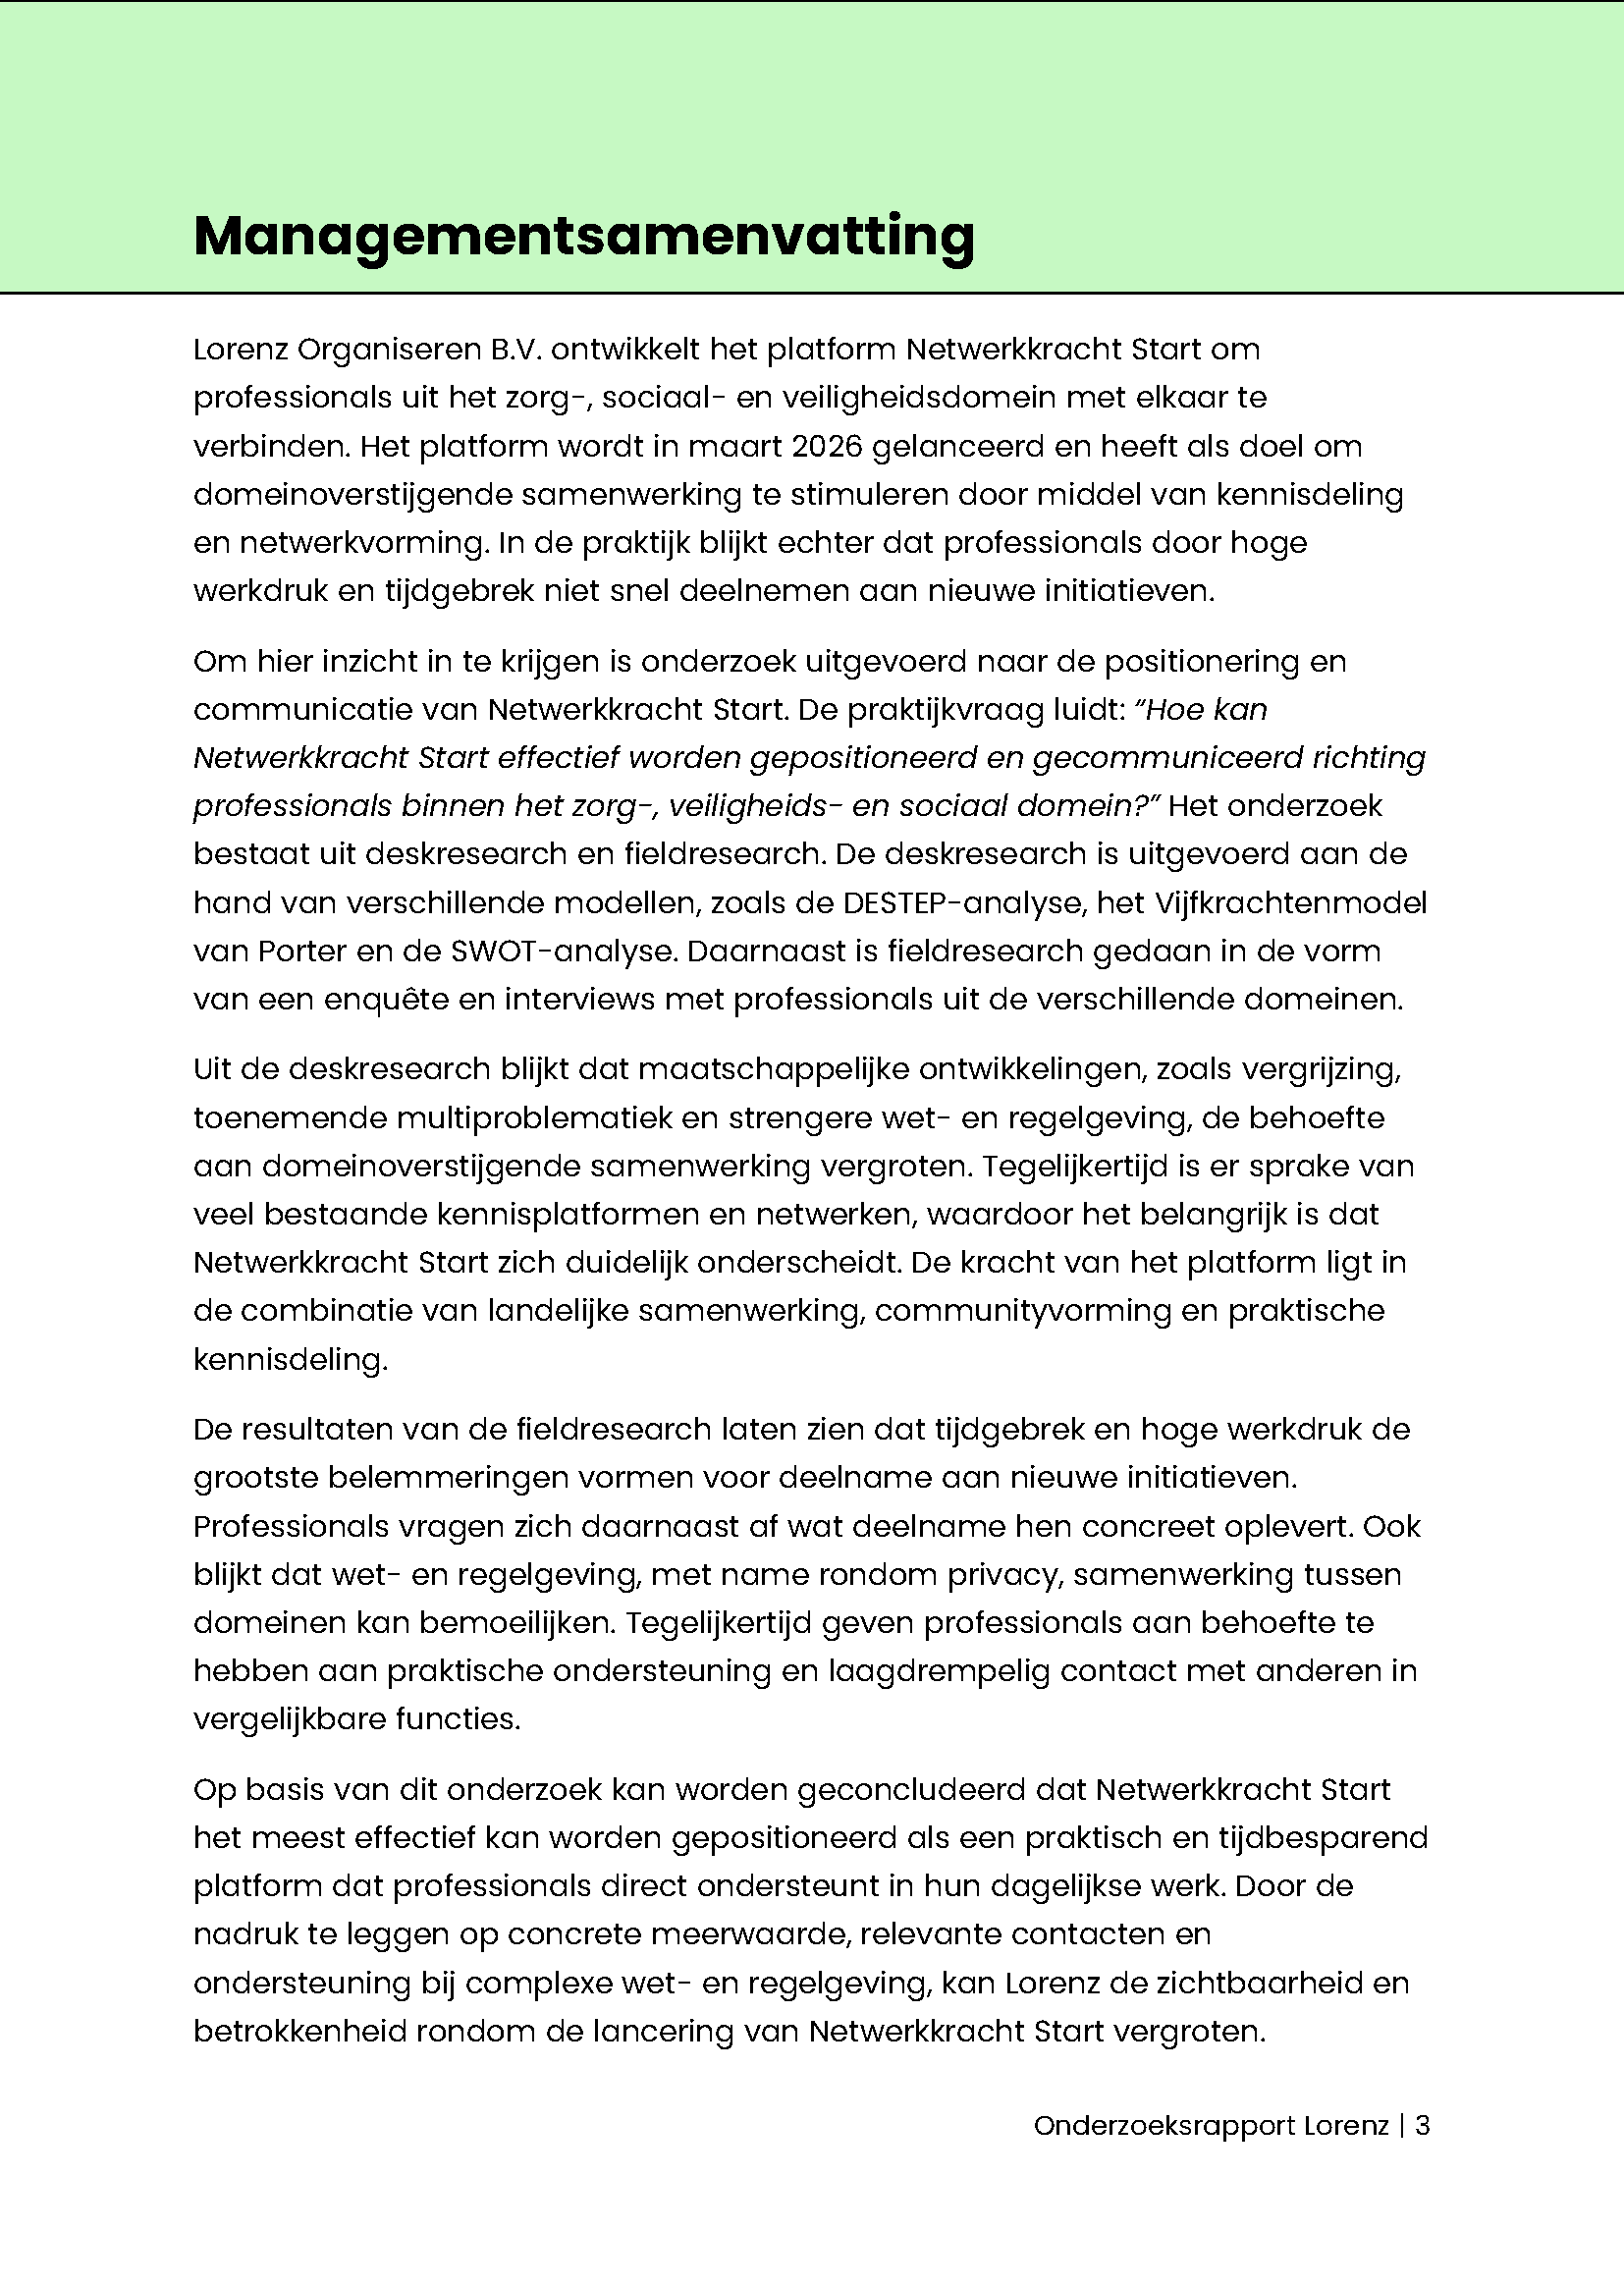 Managementsamenvatting
Lorenz Organiseren B.V. ontwikkelt het platform Netwerkkracht Start om
professionals uit het zorg-, sociaal- en veiligheidsdomein met elkaar te
verbinden. Het platform wordt in maart 2026 gelanceerd en heeft als doel om
domeinoverstijgende samenwerking te stimuleren door middel van kennisdeling
en netwerkvorming. In de praktijk blijkt echter dat professionals door hoge
werkdruk en tijdgebrek niet snel deelnemen aan nieuwe initiatieven.
Om hier inzicht in te krijgen is onderzoek uitgevoerd naar de positionering en
communicatie van Netwerkkracht Start. De praktijkvraag luidt: “Hoe kan
Netwerkkracht Start effectief worden gepositioneerd en gecommuniceerd richting
professionals binnen het zorg-, veiligheids- en sociaal domein?” Het onderzoek
bestaat uit deskresearch en fieldresearch. De deskresearch is uitgevoerd aan de
hand van verschillende modellen, zoals de DESTEP-analyse, het Vijfkrachtenmodel
van Porter en de SWOT-analyse. Daarnaast is fieldresearch gedaan in de vorm
van een enquête en interviews met professionals uit de verschillende domeinen.
Uit de deskresearch blijkt dat maatschappelijke ontwikkelingen, zoals vergrijzing,
toenemende multiproblematiek en strengere wet- en regelgeving, de behoefte
aan domeinoverstijgende samenwerking vergroten. Tegelijkertijd is er sprake van
veel bestaande kennisplatformen en netwerken, waardoor het belangrijk is dat
Netwerkkracht Start zich duidelijk onderscheidt. De kracht van het platform ligt in
de combinatie van landelijke samenwerking, communityvorming en praktische
kennisdeling.
De resultaten van de fieldresearch laten zien dat tijdgebrek en hoge werkdruk de
grootste belemmeringen vormen voor deelname aan nieuwe initiatieven.
Professionals vragen zich daarnaast af wat deelname hen concreet oplevert. Ook
blijkt dat wet- en regelgeving, met name rondom privacy, samenwerking tussen
domeinen kan bemoeilijken. Tegelijkertijd geven professionals aan behoefte te
hebben aan praktische ondersteuning en laagdrempelig contact met anderen in
vergelijkbare functies.
Op basis van dit onderzoek kan worden geconcludeerd dat Netwerkkracht Start
het meest effectief kan worden gepositioneerd als een praktisch en tijdbesparend
platform dat professionals direct ondersteunt in hun dagelijkse werk. Door de
nadruk te leggen op concrete meerwaarde, relevante contacten en
ondersteuning bij complexe wet- en regelgeving, kan Lorenz de zichtbaarheid en
betrokkenheid rondom de lancering van Netwerkkracht Start vergroten.
Onderzoeksrapport Lorenz | 3